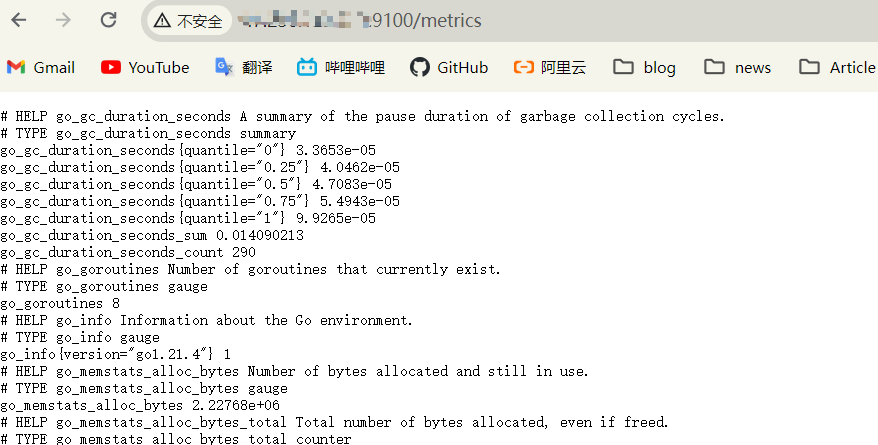 不安全 :9100/metrics
Gmail YouTube 翻译 哔哩哔哩 GitHub 阿里云 blog news Article
# HELP go_gc_duration_seconds A summary of the pause duration of garbage collection cycles.
# TYPE go_gc_duration_seconds summary
go_gc_duration_seconds{quantile="0"} 3.3653e-05
go_gc_duration_seconds{quantile="0.25"} 4.0462e-05
go_gc_duration_seconds{quantile="0.5"} 4.7083e-05
go_gc_duration_seconds{quantile="0.75"} 5.4943e-05
go_gc_duration_seconds{quantile="1"} 9.9265e-05
go_gc_duration_seconds_sum 0.014090213
go_gc_duration_seconds_count 290
# HELP go_goroutines Number of goroutines that currently exist.
# TYPE go_goroutines gauge
go_goroutines 8
# HELP go_info Information about the Go environment.
# TYPE go_info gauge
go_info{version="go1.21.4"} 1
# HELP go_memstats_alloc_bytes Number of bytes allocated and still in use.
# TYPE go_memstats_alloc_bytes gauge
go_memstats_alloc_bytes 2.22768e+06
# HELP go_memstats_alloc_bytes_total Total number of bytes allocated, even if freed.
# TYPE go_memstats_alloc_bytes_total counter